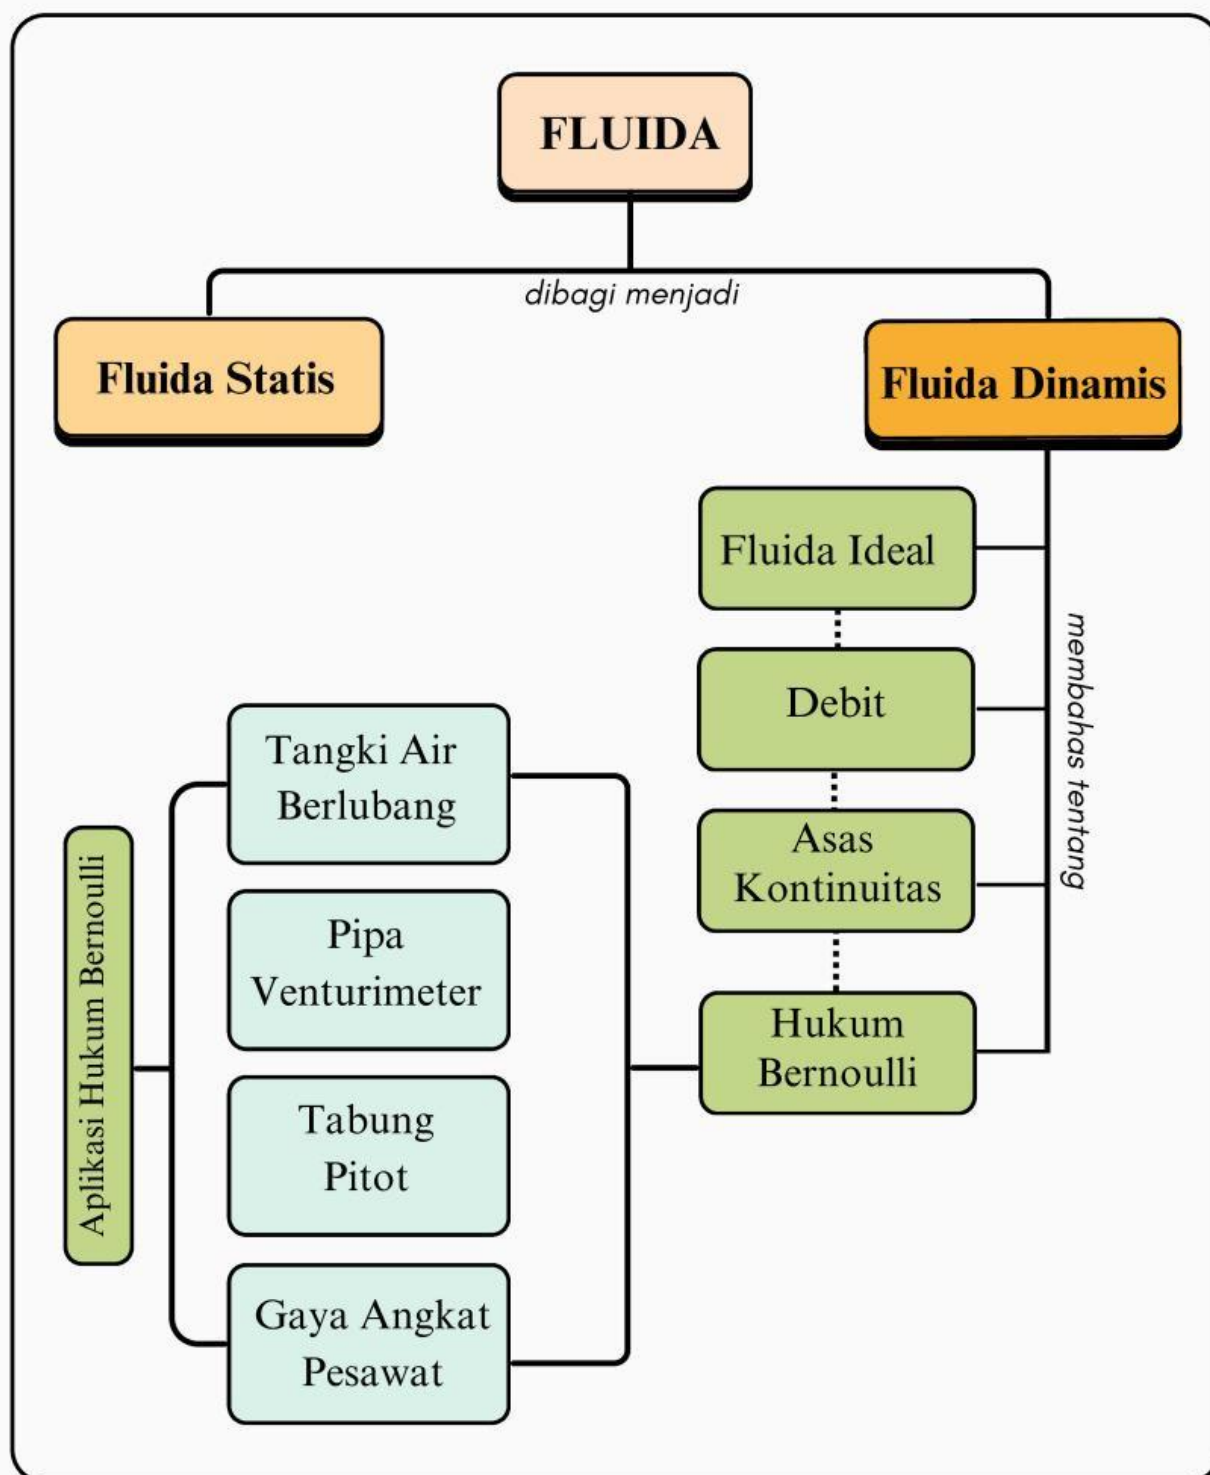 FLUIDA
dibagi menjadi
Fluida Statis
Fluida Dinamis
membahas tentang
Fluida Ideal
Debit
Asas
Kontinuitas
Hukum
Bernoulli
Tangki Air
Berlubang
Pipa
Venturimeter
Tabung
Pitot
Gaya Angkat
Pesawat
Aplikasi Hukum Bernoulli